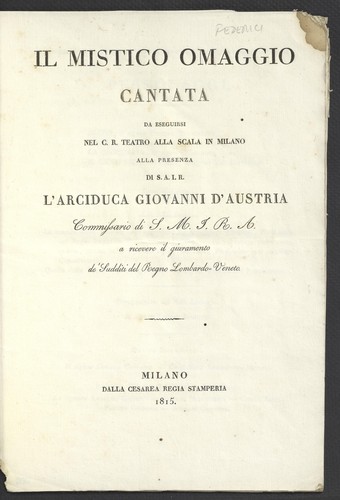 FEDERICI
IL MISTICO OMAGGIO
CANTATA
DA ESEGUIRSI
NEL C. R. TEATRO ALLA SCALA IN MILANO
ALLA PRESENZA
DI S. A. I. R.
L'ARCIDUCA GIOVANNI D'AUSTRIA
Commissario di S. M. I. R. A.
a ricevere il giuramento
de' Sudditi del Regno Lombardo-Veneto.
MILANO
DALLA CESAREA REGIA STAMPERIA
1815.